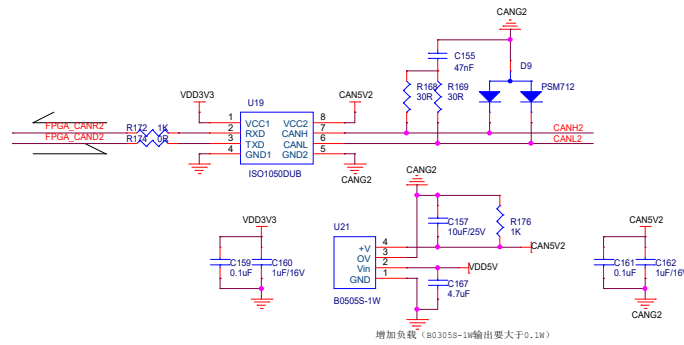 CANG2
C155
47nF
D9
PSM712
R168
30R
R169
30R
U19
VDD3V3
CAN5V2
1
2
3
4
VCC1
RXD
TXD
GND1
VCC2
CANH
CANL
GND2
8
7
6
5
FPGA_CANR2
R172
1K
FPGA_CAND2
R174
0R
CANH2
CANL2
ISO1050DUB
CANG2
CANG2
U21
C157
10uF/25V
R176
1K
4
3
2
1
+V
OV
Vin
GND
CAN5V2
VDD5V
C167
4.7uF
B0505S-1W
VDD3V3
C159
0.1uF
C160
1uF/16V
CAN5V2
C161
0.1uF
C162
1uF/16V
CANG2
增加负载（B0305S-1W输出要大于0.1W）